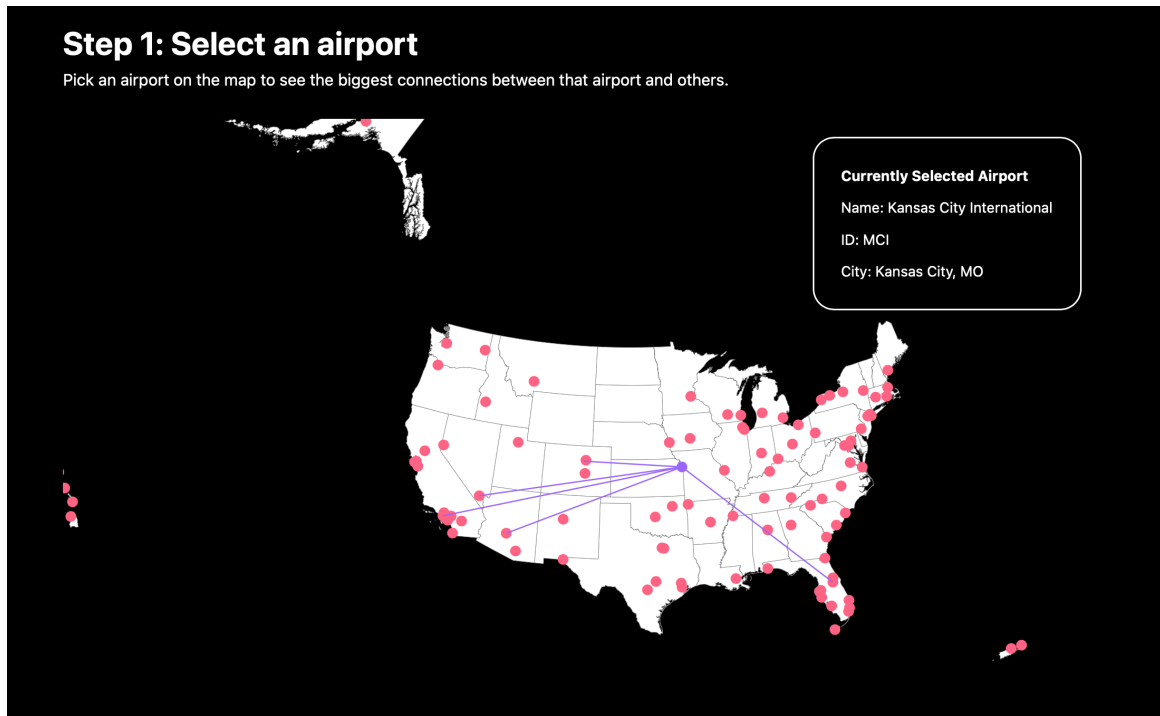 Step 1: Select an airport
Pick an airport on the map to see the biggest connections between that airport and others.
Currently Selected Airport
Name: Kansas City International
ID: MCI
City: Kansas City, MO